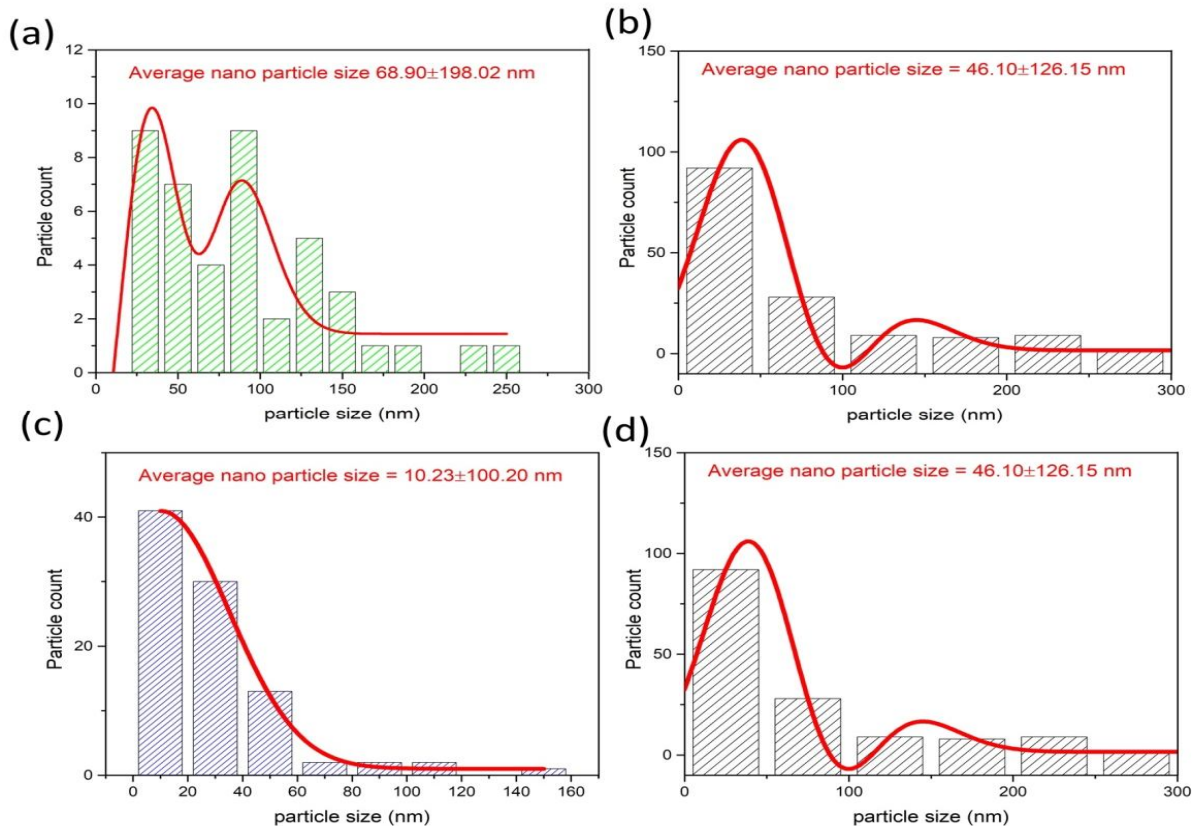 (a)
Average nano particle size 68.90±198.02 nm
Particle count
12
10
8
6
4
2
0
0 50 100 150 200 250 300
particle size (nm)
(b)
Average nano particle size = 46.10±126.15 nm
Particle count
150
100
50
0
0 100 200 300
particle size (nm)
(c)
Average nano particle size = 10.23±100.20 nm
Particle count
40
20
0
0 20 40 60 80 100 120 140 160
particle size (nm)
(d)
Average nano particle size = 46.10±126.15 nm
Particle count
150
100
50
0
0 100 200 300
particle size (nm)